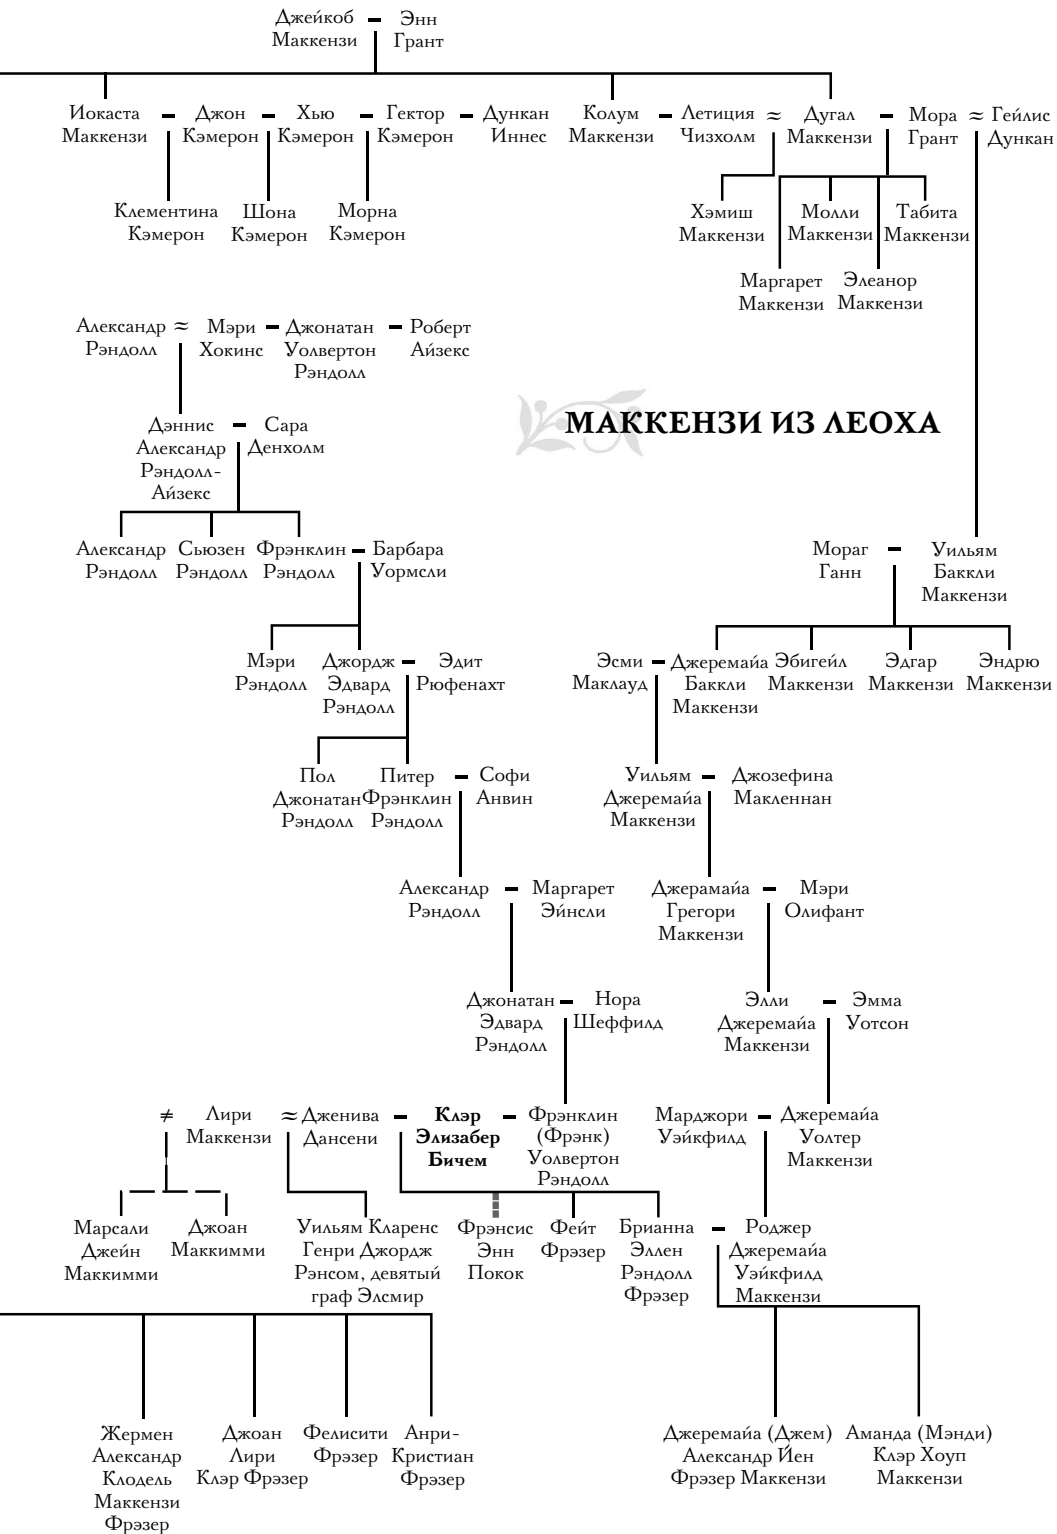 Джейкоб – Энн
Маккензи Грант
Иокаста – Джон – Хью – Гектор – Дункан Колум – Летиция ≈ Дугал – Мора ≈ Гейлис
Маккензи Кэмерон Кэмерон Кэмерон Иннес Маккензи Чизхолм Маккензи Грант Дункан
Клементина Шона Морна Хэмиш Молли Табита
Кэмерон Кэмерон Кэмерон Маккензи Маккензи Маккензи
Маргарет Элеанор
Маккензи Маккензи
Александр ≈ Мэри – Джонатан – Роберт
Рэндолл Хокинс Уолвертон Айзекс
Рэндолл
МАККЕНЗИ ИЗ ЛЕОХА
Дэннис – Сара
Александр Денхолм
Рэндолл-
Айзекс
Александр Сьюзен Фрэнклин – Барбара Мораг – Уильям
Рэндолл Рэндолл Рэндолл Уормсли Ганн Баккли
Маккензи
Мэри Джордж – Эдит Эсми – Джеремайа Эбигейл Эдгар Эндрю
Рэндолл Эдвард Рюфенахт Маклауд Баккли Маккензи Маккензи Маккензи
Рэндолл Маккензи
Пол Питер – Софи Уильям – Джозефина
Джонатан Фрэнклин Анвин Джеремайа Макленнан
Рэндолл Рэндолл Маккензи
Александр – Маргарет Джерамайа – Мэри
Рэндолл Эйнсли Грегори Олифант
Маккензи
Джонатан – Нора Элли – Эмма
Эдвард Шеффилд Джеремайа Уотсон
Рэндолл Маккензи
≠ Лири ≈ Дженива – Клэр – Фрэнклин Марджори – Джеремайа
Маккензи Дансени Элизабер (Фрэнк) Уэйкфилд Уолтер
Бичем Уолвертон Маккензи
Рэндолл
Марсали Джоан Уильям Кларенс Фрэнсис Фейт Брианна – Роджер
Джейн Маккимми Генри Джордж Энн Фрэзер Эллен Джеремайа
Маккимми Рэнсом, девятый Покок Рэндолл Уэйкфилд
граф Элсмир Фрэзер Маккензи
Жермен Джоан Фелисити Анри- Джеремайа (Джем) Аманда (Мэнди)
Александр Лири Фрэзер Кристиан Александр Йен Клэр Хоуп
Клодель Клэр Фрэзер Фрэзер Фрэзер Маккензи Маккензи
Маккензи
Фрэзер